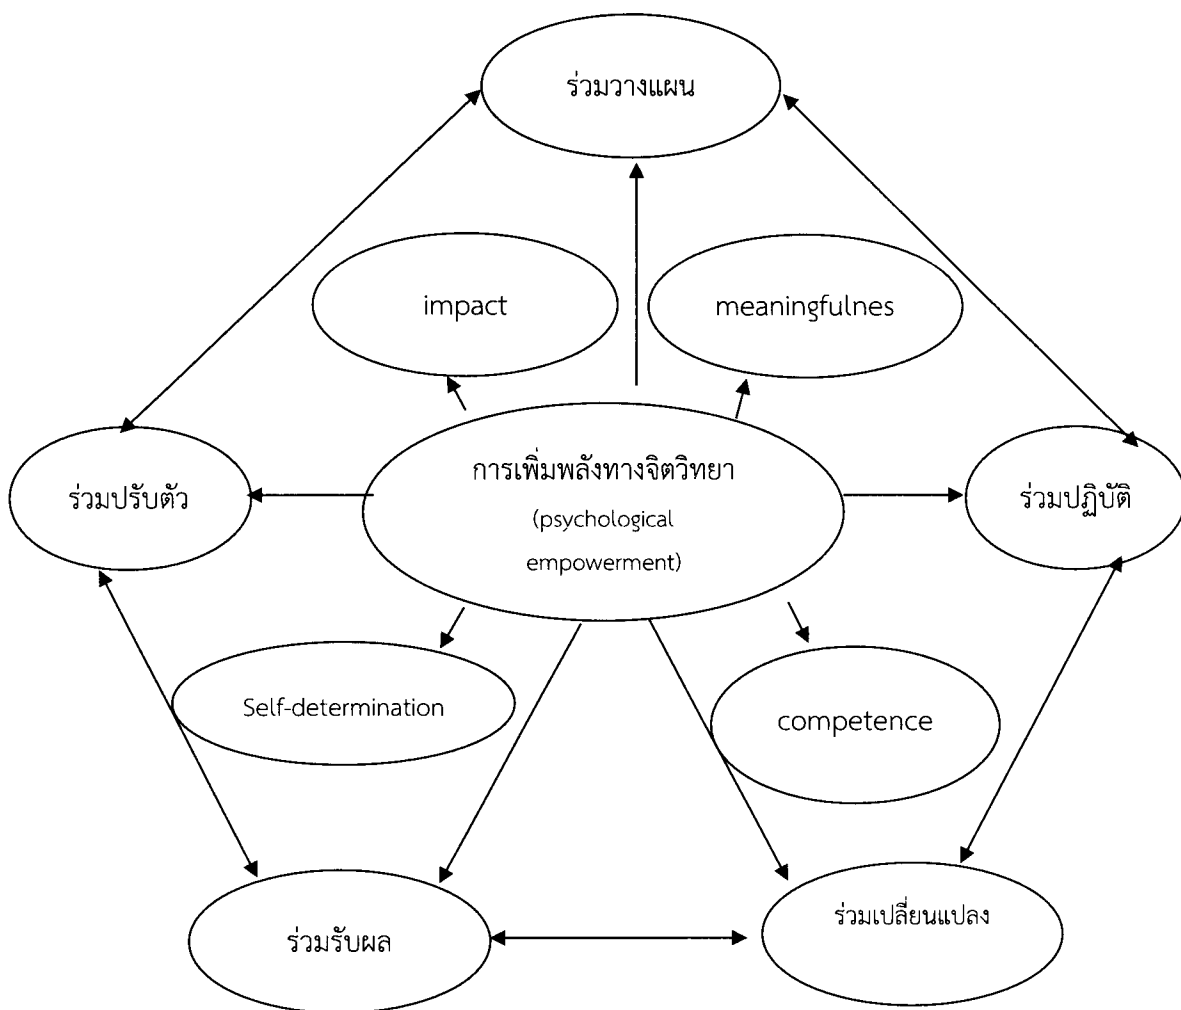 ร่วมวางแผน
impact
meaningfulnes
การเพิ่มพลังทางจิตวิทยา
(psychological
empowerment)
ร่วมปรับตัว
ร่วมปฏิบัติ
Self-determination
competence
ร่วมรับผล
ร่วมเปลี่ยนแปลง